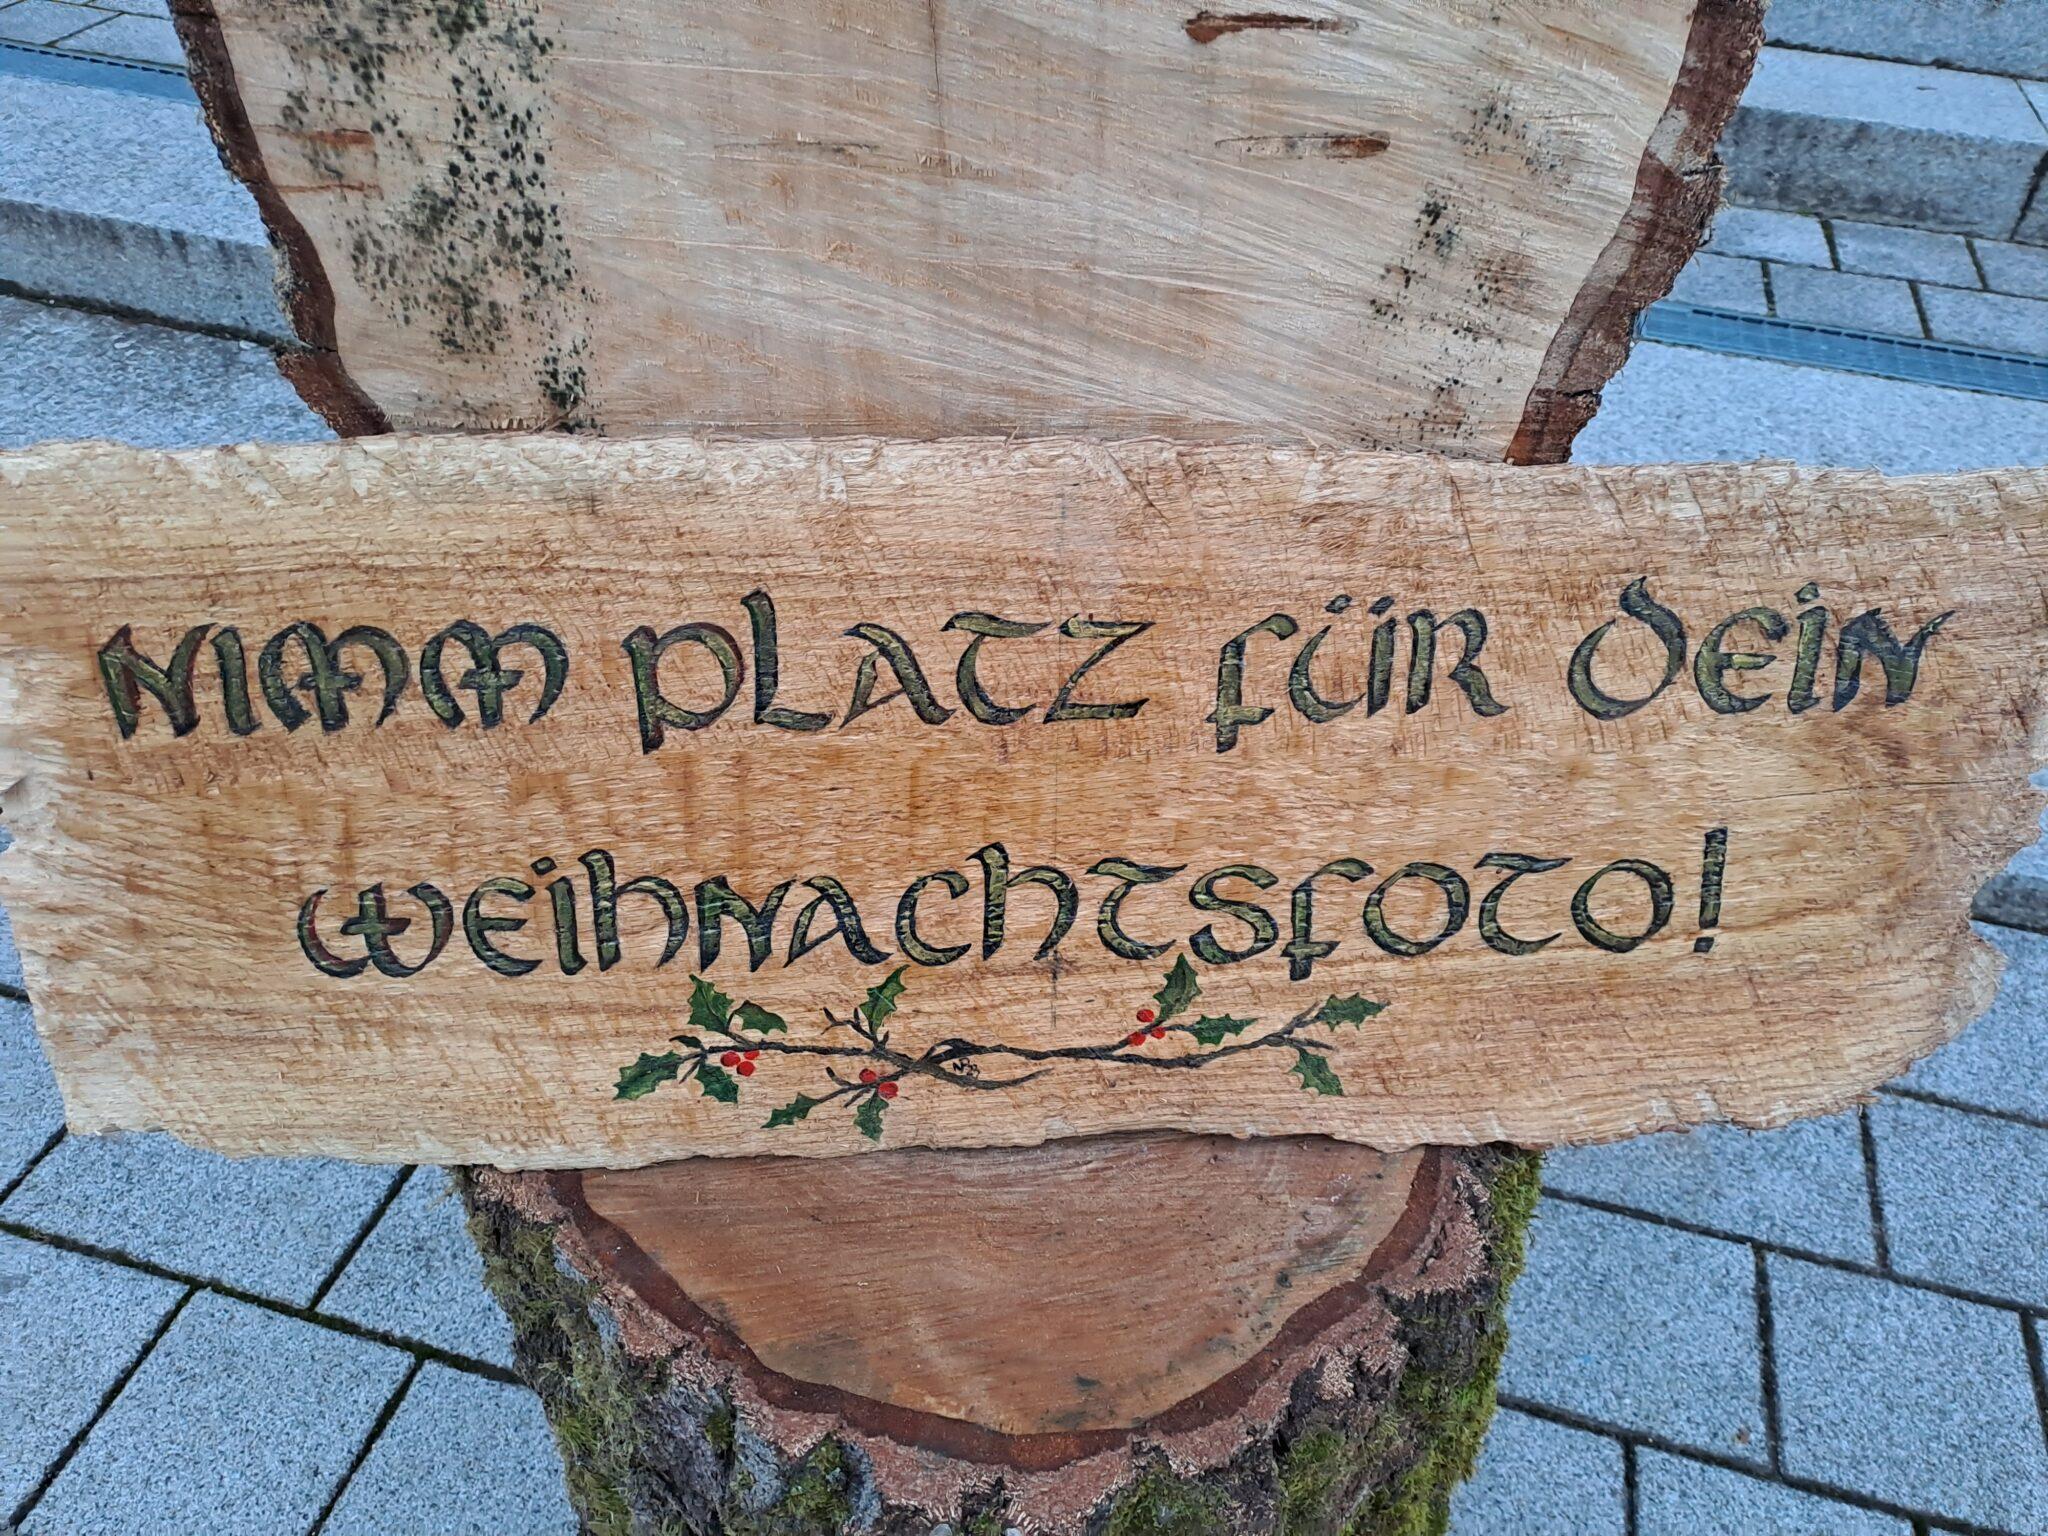 Nimm Platz für dein
Weihnachtsfoto!